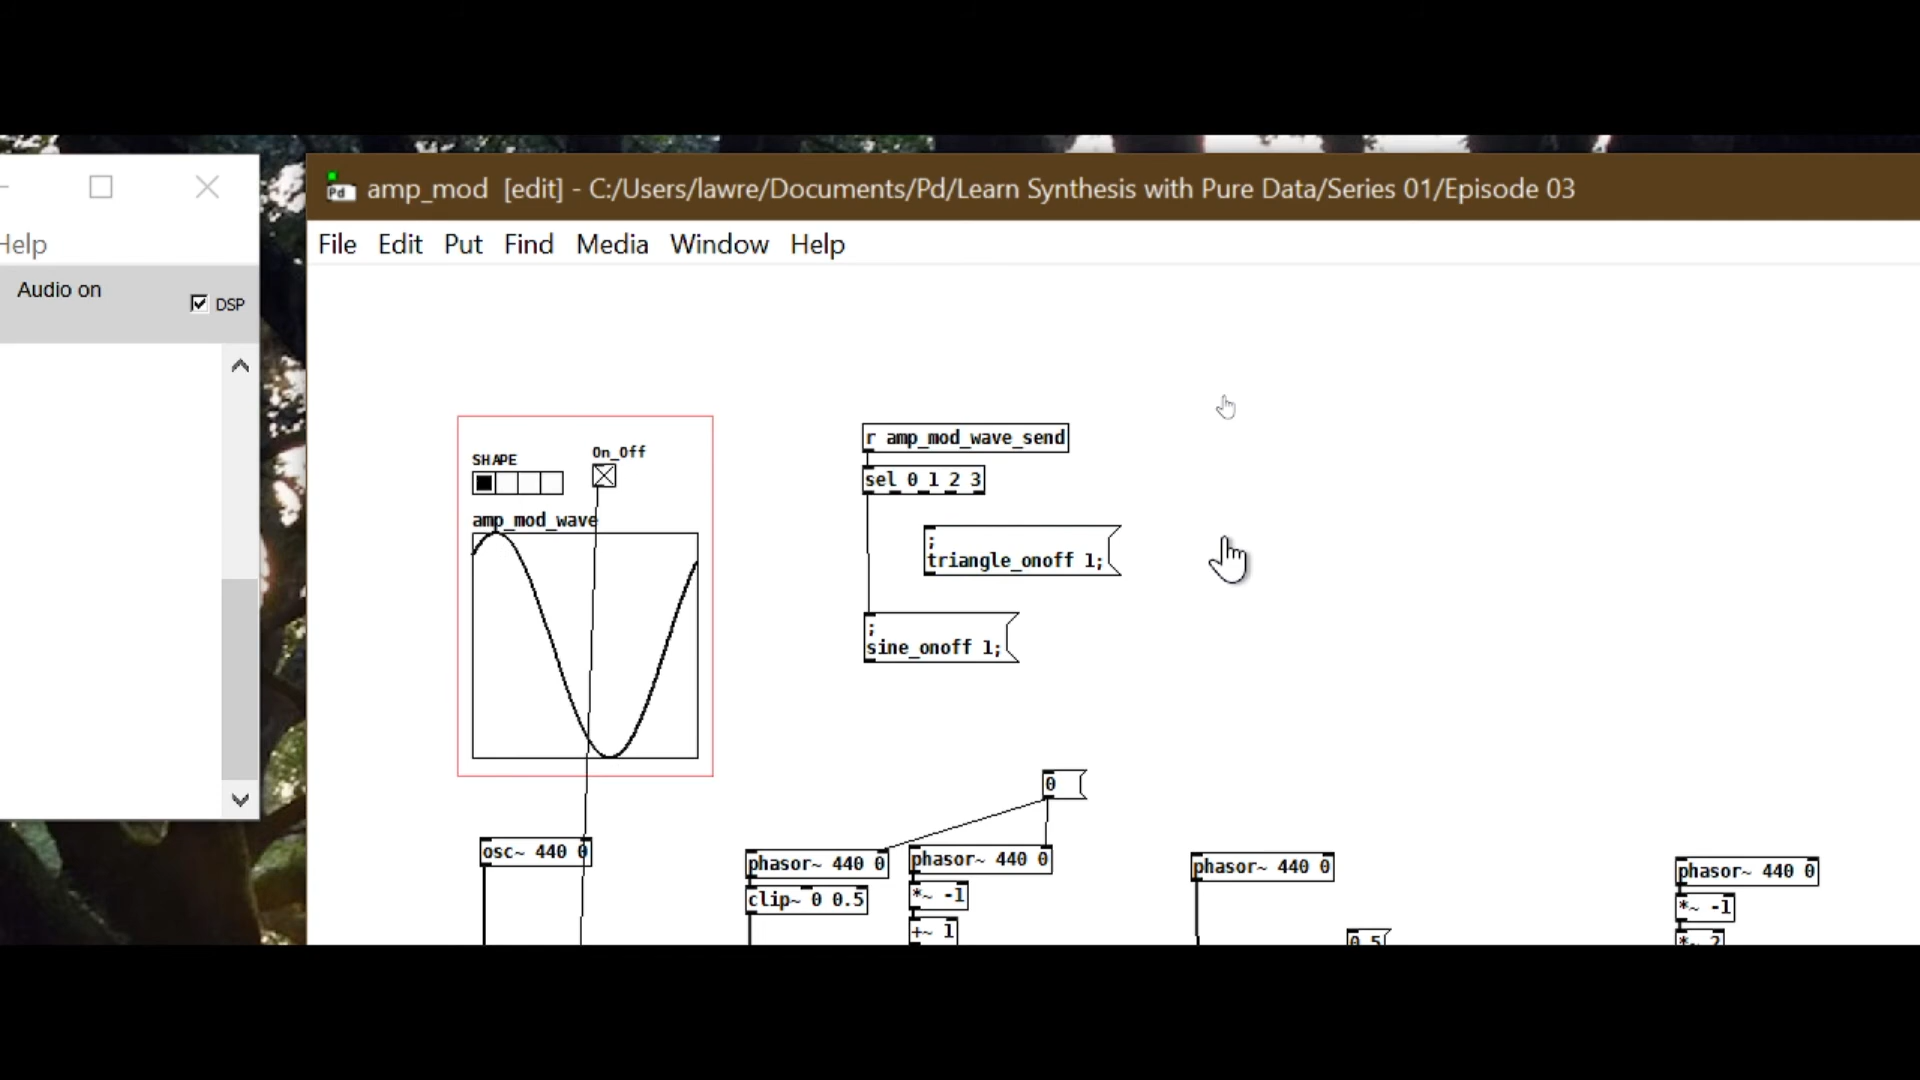 amp_mod [edit] - C:/Users/lawre/Documents/Pd/Learn Synthesis with Pure Data/Series 01/Episode 03
Help
File Edit Put Find Media Window Help
Audio on
DSP
SHAPE
On_Off
amp_mod_wave
r amp_mod_wave_send
sel 0 1 2 3
;
triangle_onoff 1;
;
sine_onoff 1;
0
osc~ 440 0
phasor~ 440 0
clip~ 0 0.5
phasor~ 440 0
*~ -1
+~ 1
phasor~ 440 0
0.5
phasor~ 440 0
*~ -1
*~ 2